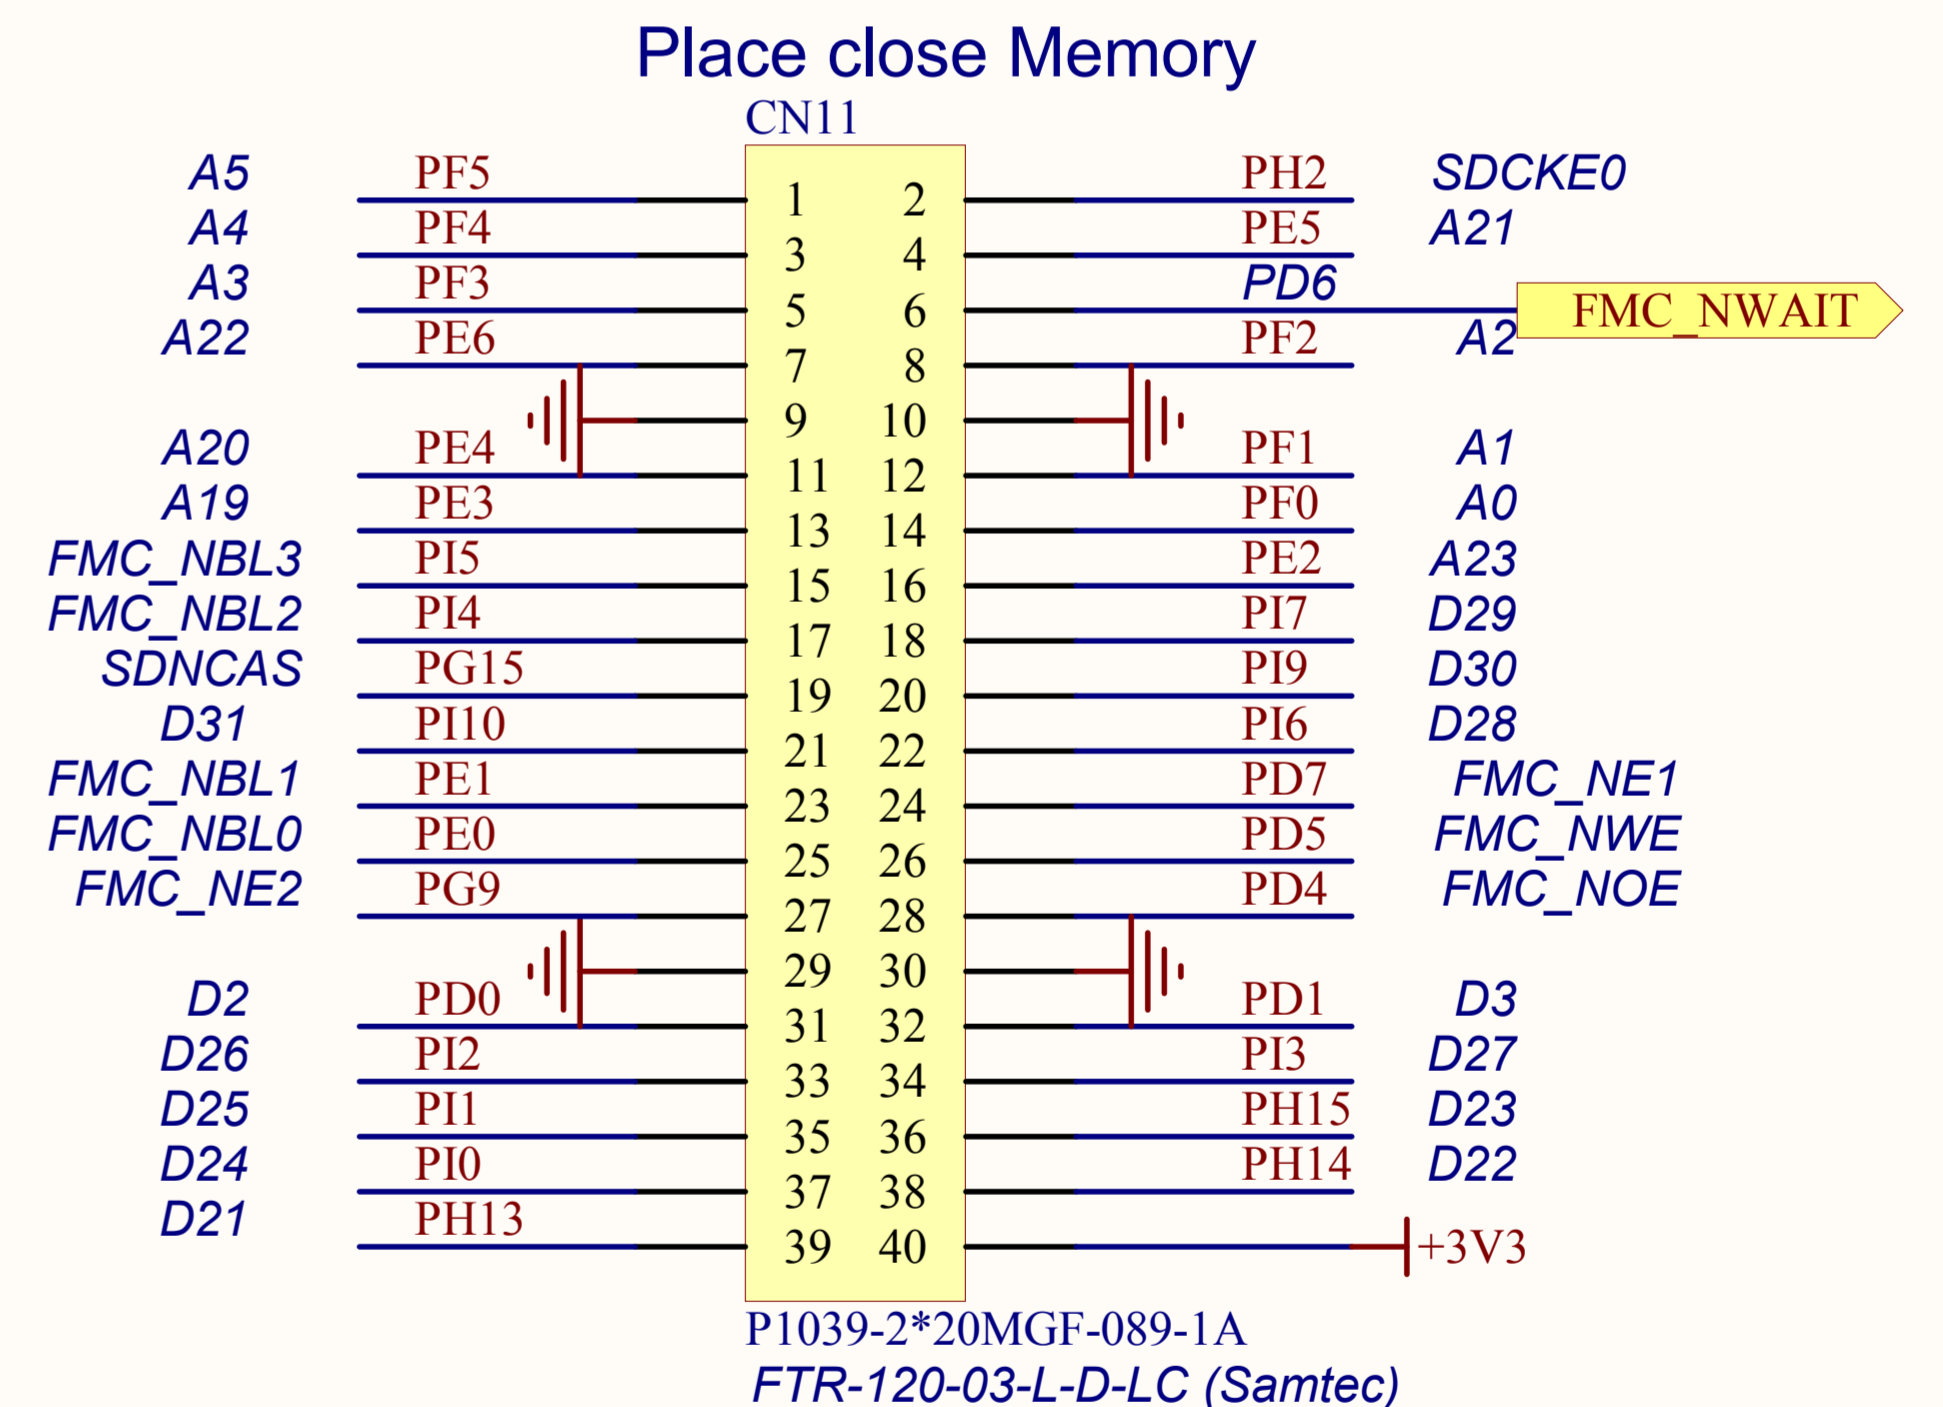 Place close Memory
CN11
A5 PF5 1 2 PH2 SDCKE0
A4 PF4 3 4 PE5 A21
A3 PF3 5 6 PD6 FMC_NWAIT
A22 PE6 7 8 PF2 A2
9 10
A20 PE4 11 12 PF1 A1
A19 PE3 13 14 PF0 A0
FMC_NBL3 PI5 15 16 PE2 A23
FMC_NBL2 PI4 17 18 PI7 D29
SDNCAS PG15 19 20 PI9 D30
D31 PI10 21 22 PI6 D28
FMC_NBL1 PE1 23 24 PD7 FMC_NE1
FMC_NBL0 PE0 25 26 PD5 FMC_NWE
FMC_NE2 PG9 27 28 PD4 FMC_NOE
29 30
D2 PD0 31 32 PD1 D3
D26 PI2 33 34 PI3 D27
D25 PI1 35 36 PH15 D23
D24 PI0 37 38 PH14 D22
D21 PH13 39 40 +3V3
P1039-2*20MGF-089-1A
FTR-120-03-L-D-LC (Samtec)